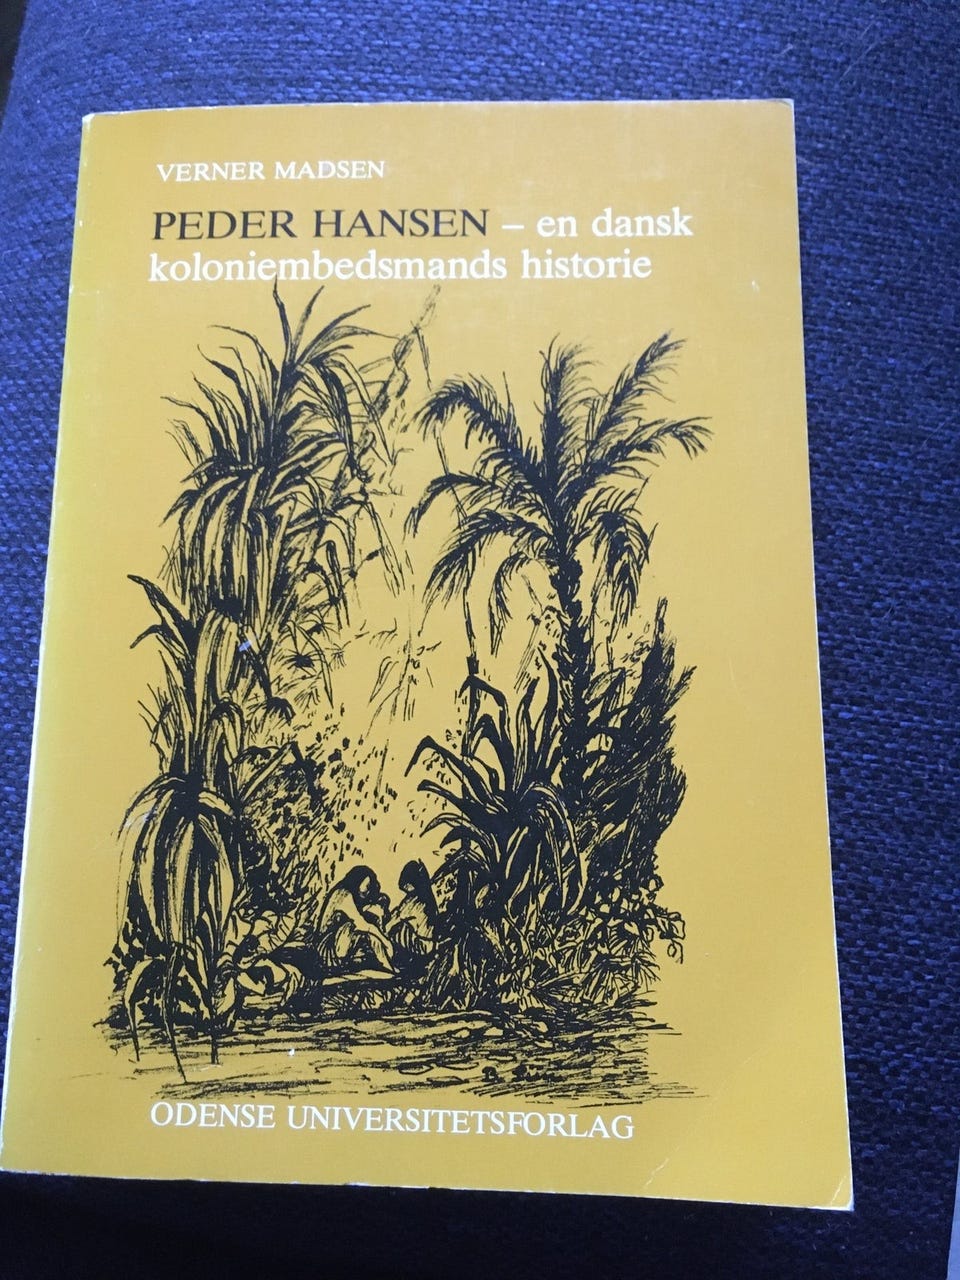 VERNER MADSEN
PEDER HANSEN – en dansk
koloniembedsmands historie
ODENSE UNIVERSITETSFORLAG